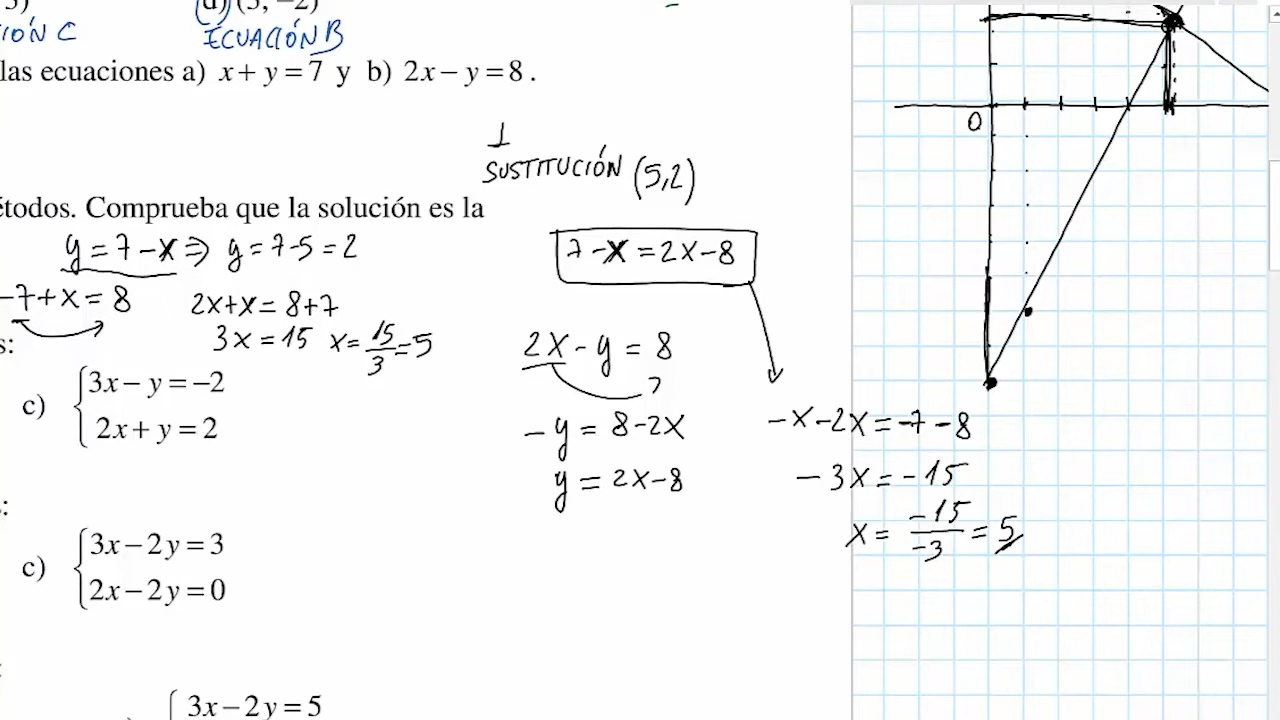 (d) (3, −2)
IÓN C
ECUACIÓN B
las ecuaciones a) x + y = 7 y b) 2x − y = 8.
1
SUSTITUCIÓN (5,2)
étodos. Comprueba que la solución es la
y = 7 − x ⇒ y = 7-5 = 2
7 − x = 2x − 8
−7 + x = 8
2x + x = 8 + 7
3x = 15 x = 15/3 = 5
s:
c) {3x − y = −2
2x + y = 2
2x − y = 8
− y = 8 − 2x
y = 2x − 8
0
−x − 2x = −7 − 8
− 3x = −15
x = −15/−3 = 5
s:
c) {3x − 2y = 3
2x − 2y = 0
{3x − 2y = 5